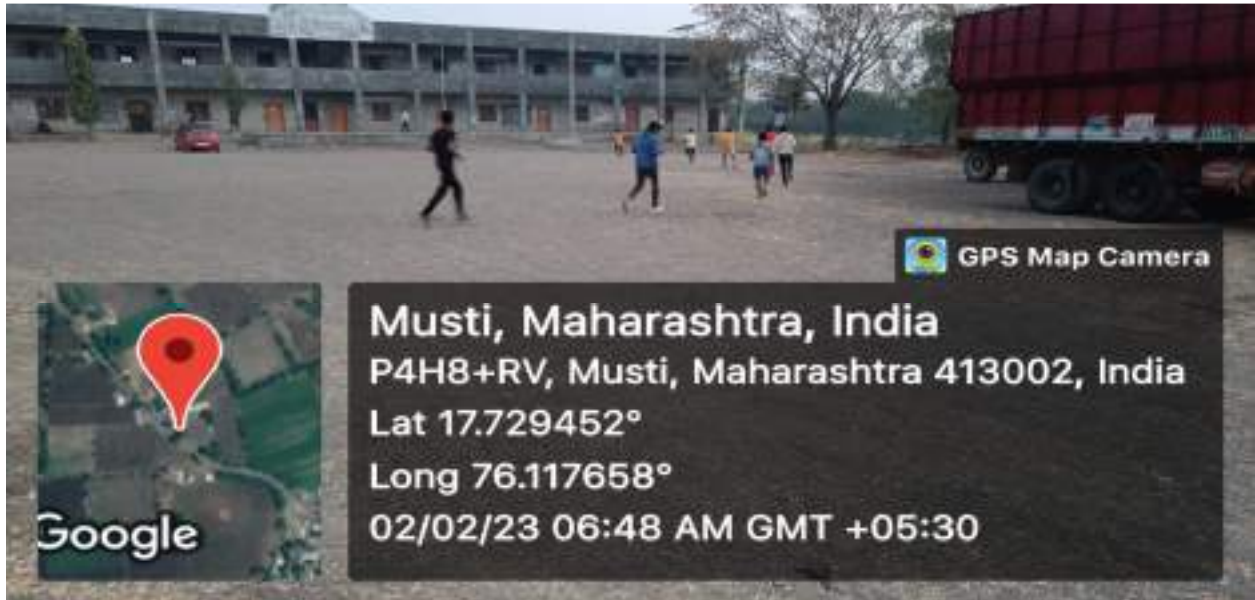 GPS Map Camera
Musti, Maharashtra, India
P4H8+RV, Musti, Maharashtra 413002, India
Lat 17.729452°
Long 76.117658°
02/02/23 06:48 AM GMT +05:30
Google